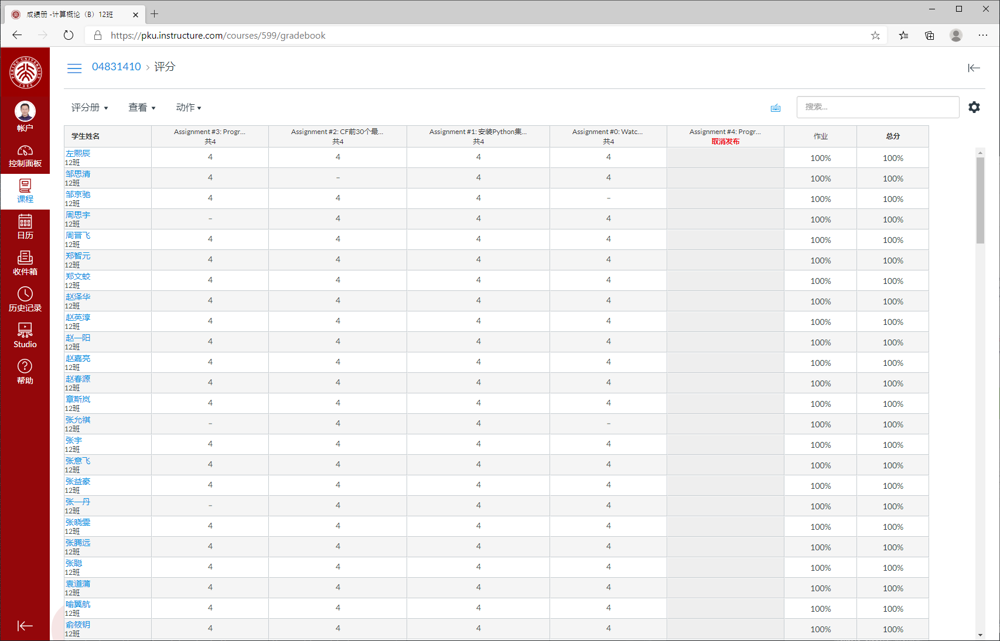 成绩册 -计算概论（B）12班
https://pku.instructure.com/courses/599/gradebook
PEKING UNIVERSITY
1898
帐户
控制面板
课程
日历
收件箱
历史记录
Studio
帮助
04831410 › 评分
评分册 查看 动作 搜索...
学生姓名 Assignment #3: Progr... Assignment #2: CF前30个最... Assignment #1: 安装Python集... Assignment #0: Watc... Assignment #4: Progr... 作业 总分
共4 共4 共4 共4 取消发布
左熙辰 4 4 4 4 100% 100%
12班
邹思清 4 – 4 4 100% 100%
12班
邹京驰 4 4 4 – 100% 100%
12班
周思宇 – 4 4 4 100% 100%
12班
周晋飞 4 4 4 4 100% 100%
12班
郑智元 4 4 4 4 100% 100%
12班
郑文蛟 4 4 4 4 100% 100%
12班
赵泽华 4 4 4 4 100% 100%
12班
赵英淳 4 4 4 4 100% 100%
12班
赵一阳 4 4 4 4 100% 100%
12班
赵嘉亮 4 4 4 4 100% 100%
12班
赵春源 4 4 4 4 100% 100%
12班
章斯岚 4 4 4 4 100% 100%
12班
张允祺 – 4 4 – 100% 100%
12班
张宇 4 4 4 4 100% 100%
12班
张意飞 4 4 4 4 100% 100%
12班
张益豪 4 4 4 4 100% 100%
12班
张一丹 – 4 4 4 100% 100%
12班
张晓雯 4 4 4 4 100% 100%
12班
张腾远 4 4 4 4 100% 100%
12班
张聪 4 4 4 4 100% 100%
12班
袁道蒲 4 4 4 4 100% 100%
12班
喻翼航 4 4 4 4 100% 100%
12班
俞筱钥 4 4 4 4 100% 100%
12班